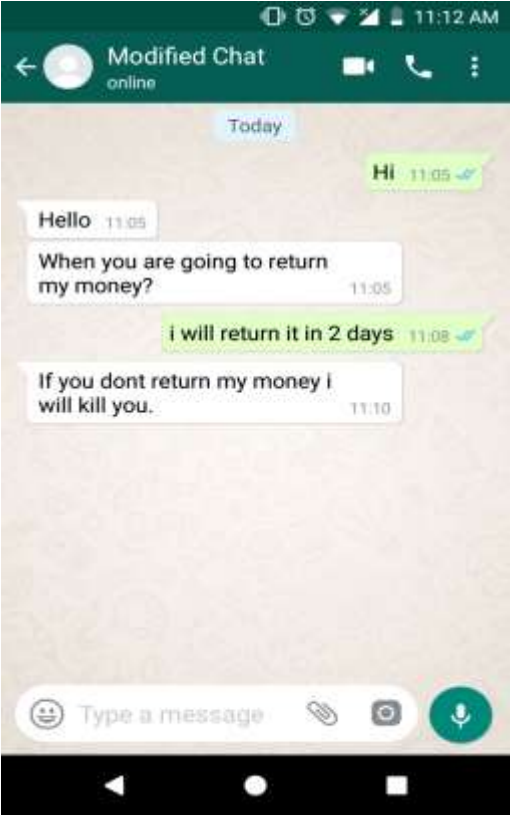 11:12 AM
Modified Chat
online
Today
Hi 11:05
Hello 11:05
When you are going to return
my money? 11:05
i will return it in 2 days 11:08
If you dont return my money i
will kill you. 11:10
Type a message